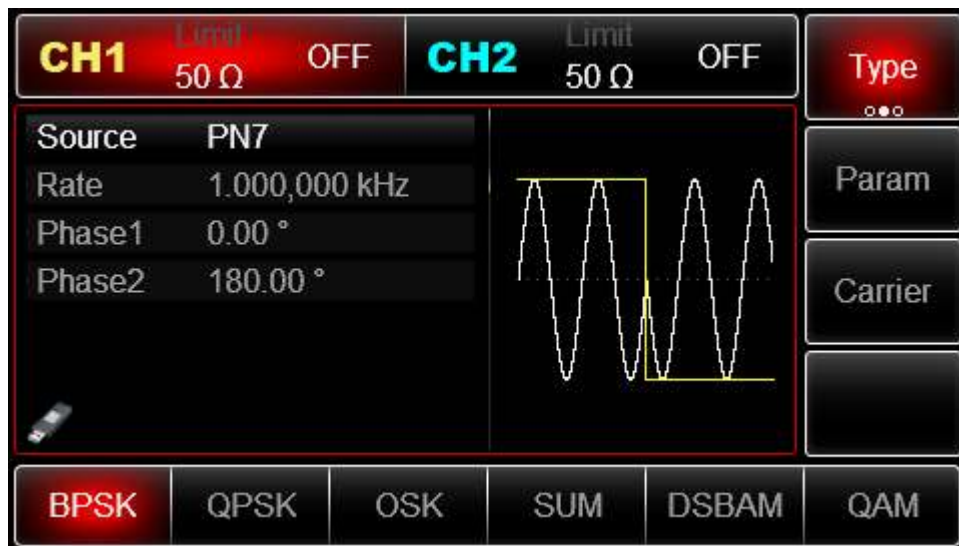 CH1 Limit 50 Ω OFF CH2 Limit 50 Ω OFF Type
Source PN7
Rate 1.000,000 kHz Param
Phase1 0.00 °
Phase2 180.00 ° Carrier
BPSK QPSK OSK SUM DSBAM QAM